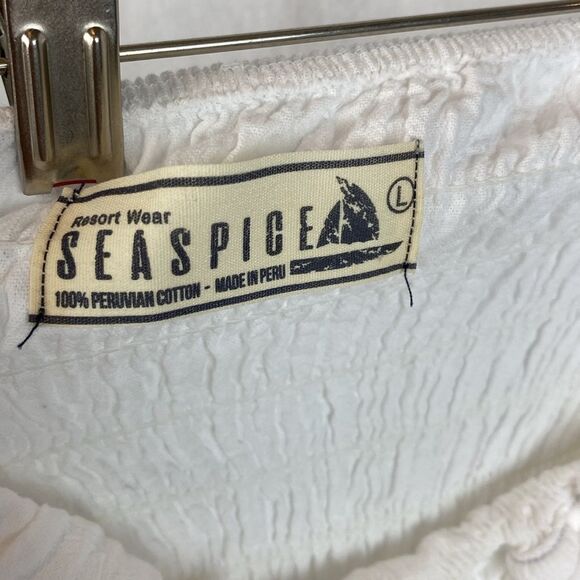 Resort Wear
SEASPICE
L
100% PERUVIAN COTTON - MADE IN PERU